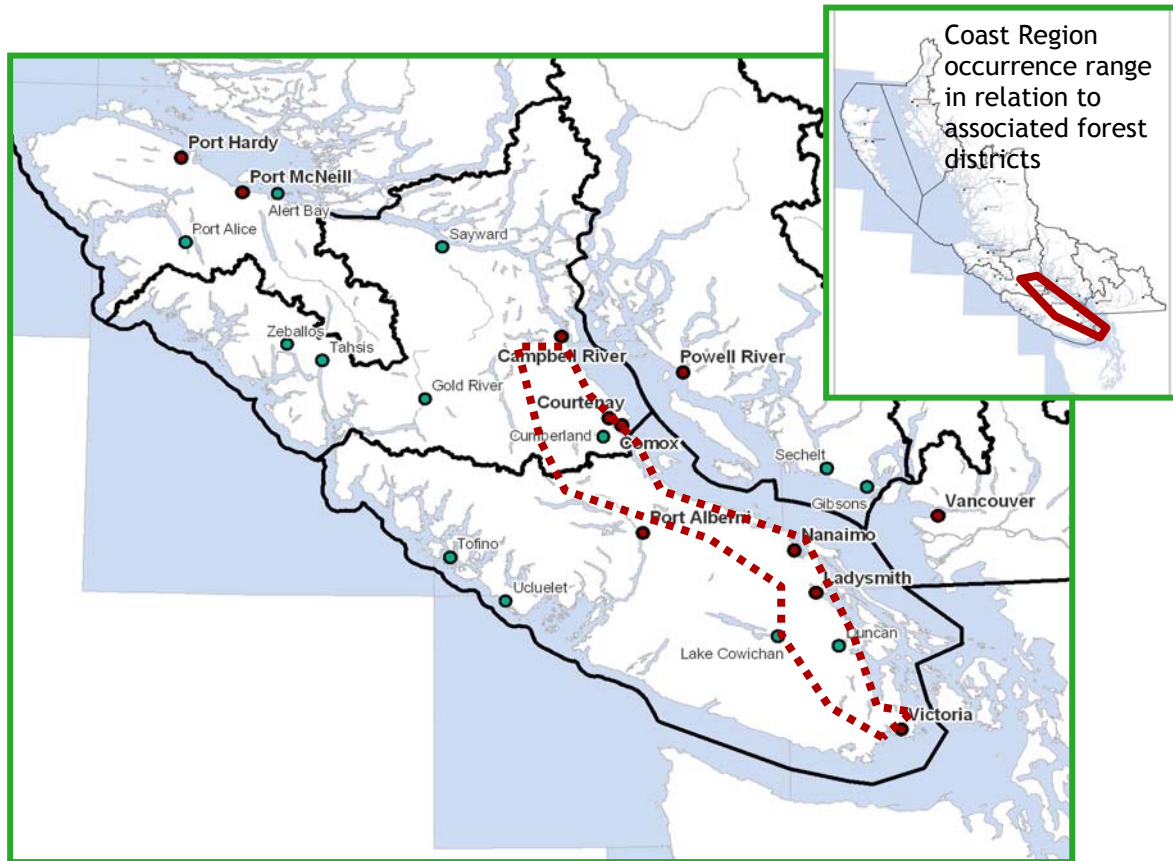 Coast Region
occurrence range
in relation to
associated forest
districts
Port Hardy
Port McNeill
Alert Bay
Port Alice
Sayward
Zeballos
Tahsis
Campbell River
Powell River
Gold River
Courtenay
Cumberland
Comox
Sechelt
Gibsons
Vancouver
Port Alberni
Nanaimo
Tofino
Ladysmith
Ucluelet
Duncan
Lake Cowichan
Victoria